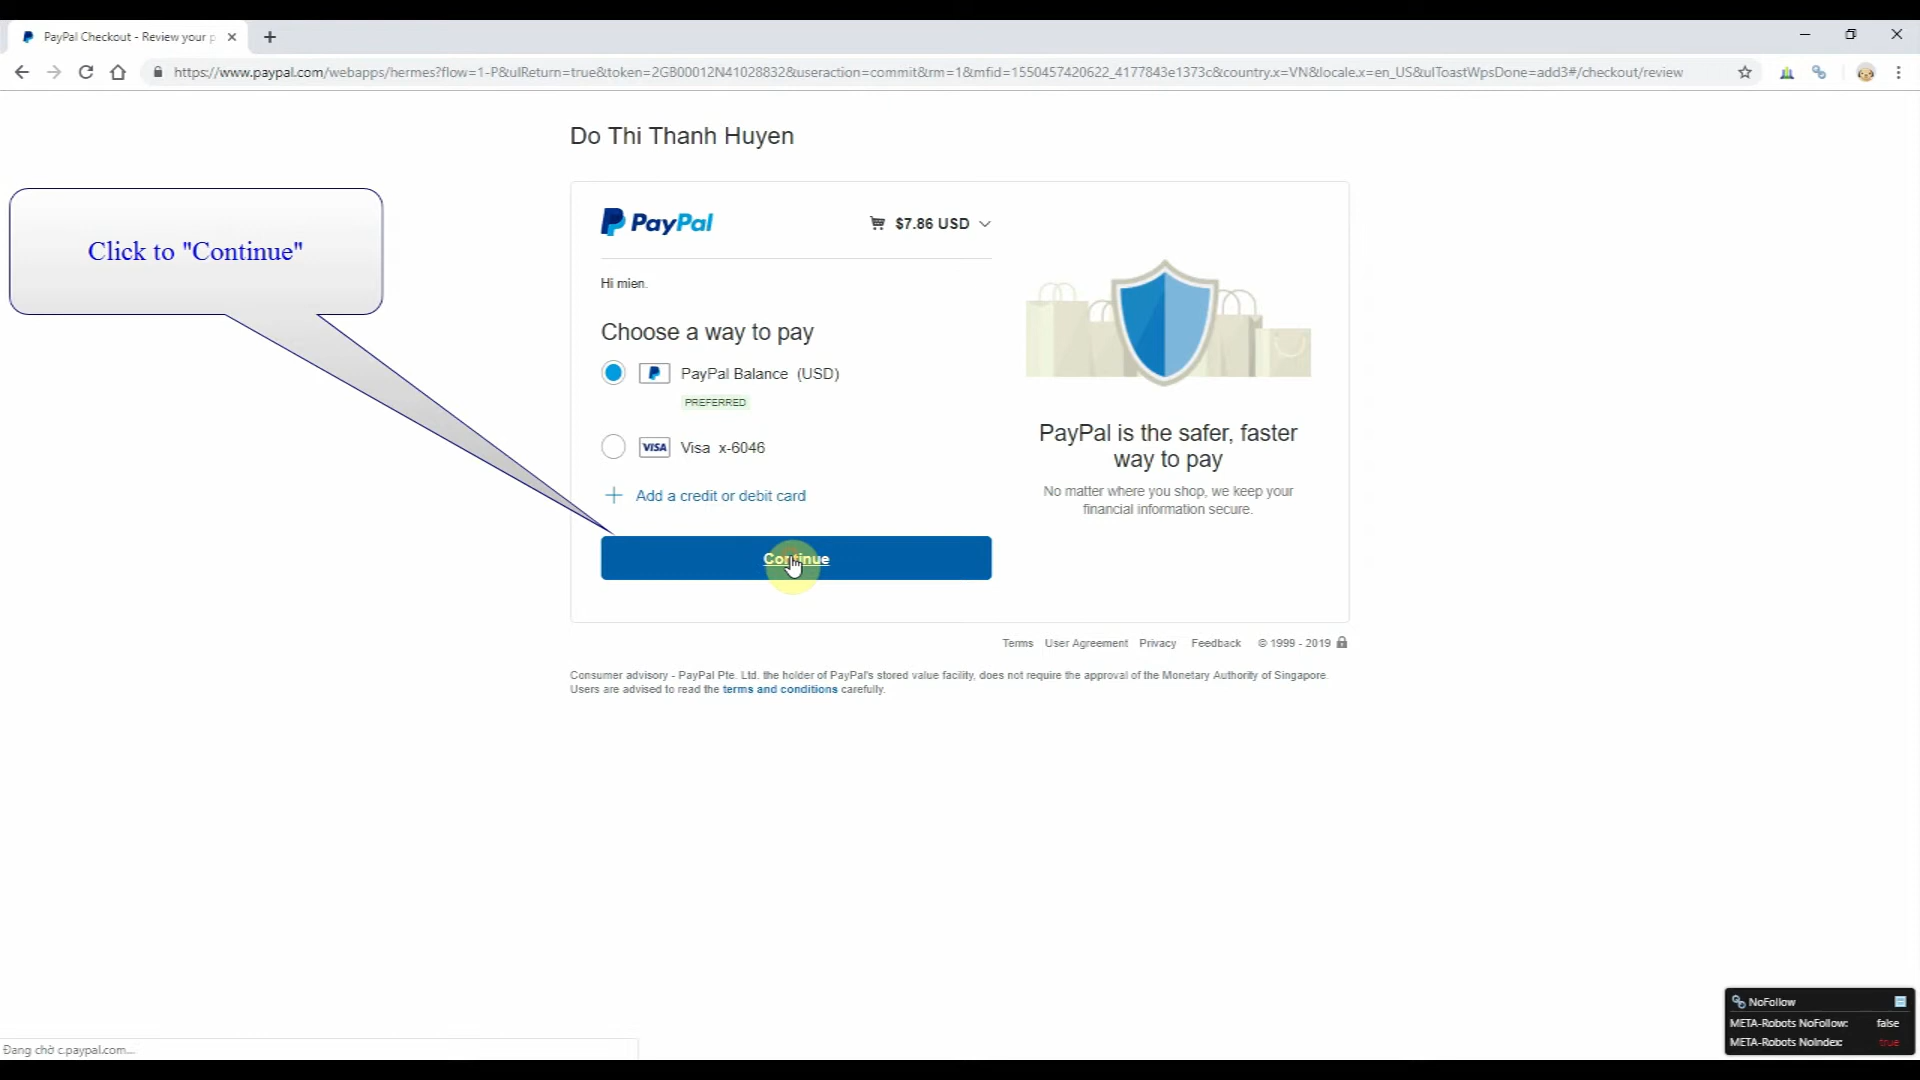 PayPal Checkout - Review your p
https://www.paypal.com/webapps/hermes?flow=1-P&ulReturn=true&token=2GB00012N41028832&useraction=commit&rm=1&mfid=1550457420622_4177843e1373c&country.x=VN&locale.x=en_US&ulToastWpsDone=add3#/checkout/review
Do Thi Thanh Huyen
Click to "Continue"
PayPal
$7.86 USD
Hi mien.
Choose a way to pay
PayPal Balance (USD)
PREFERRED
VISA Visa x-6046
Add a credit or debit card
Continue
PayPal is the safer, faster
way to pay
No matter where you shop, we keep your
financial information secure.
Terms User Agreement Privacy Feedback © 1999 - 2019
Consumer advisory - PayPal Pte. Ltd. the holder of PayPal's stored value facility, does not require the approval of the Monetary Authority of Singapore.
Users are advised to read the terms and conditions carefully.
NoFollow
META-Robots NoFollow: false
META-Robots NoIndex: true
Đang chờ c.paypal.com...